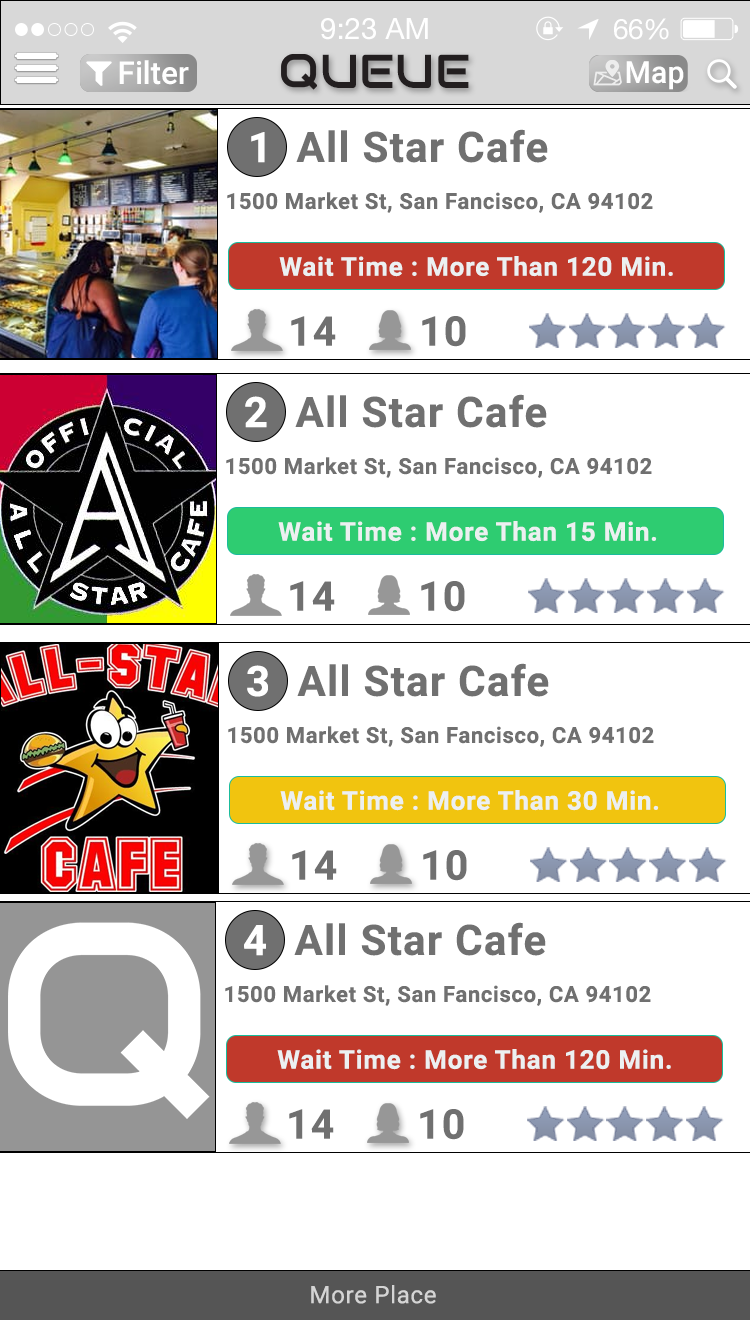 9:23 AM 66%
Filter QUEUE Map
1 All Star Cafe
1500 Market St, San Fancisco, CA 94102
Wait Time : More Than 120 Min.
14 10
2 All Star Cafe
OFFICIAL
ALL STAR CAFE
A
1500 Market St, San Fancisco, CA 94102
Wait Time : More Than 15 Min.
14 10
ALL-STA
CAFE
3 All Star Cafe
1500 Market St, San Fancisco, CA 94102
Wait Time : More Than 30 Min.
14 10
Q
4 All Star Cafe
1500 Market St, San Fancisco, CA 94102
Wait Time : More Than 120 Min.
14 10
More Place